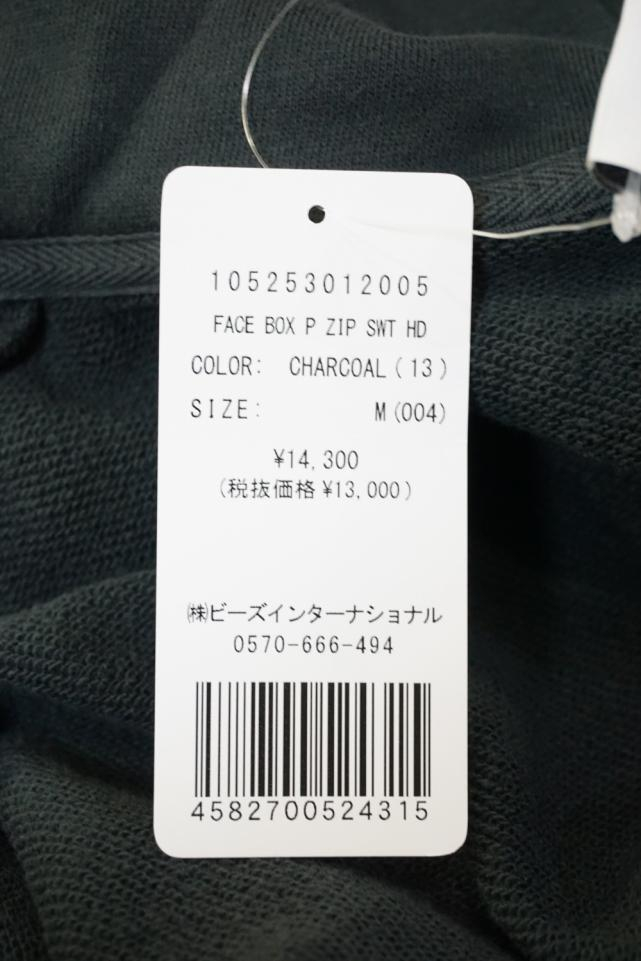 105253012005
FACE BOX P ZIP SWT HD
COLOR: CHARCOAL(13)
SIZE: M(004)
¥14,300
(税抜価格¥13,000)
㈱ビーズインターナショナル
0570-666-494
4582700524315